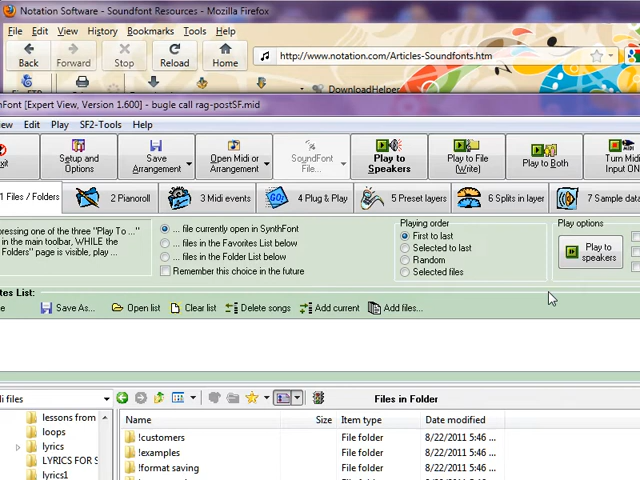 Notation Software - Soundfont Resources - Mozilla Firefox
File Edit View History Bookmarks Tools Help
Back Forward Stop Reload Home http://www.notation.com/Articles-Soundfonts.htm
DownloadHelper
nFont [Expert View, Version 1.600] - bugle call rag-postSF.mid
ew Edit Play SF2-Tools Help
xit Setup and Options Save Arrangement Open Midi or Arrangement SoundFont File... Play to Speakers Play to File (Write) Play to Both Turn Midi Input ON
1 Files / Folders 2 Pianoroll 3 Midi events GO! 4 Plug & Play 5 Preset layers 6 Splits in layer 7 Sample data
pressing one of the three "Play To ..."
in the main toolbar, WHILE the
Folders" page is visible, play ...
... file currently open in SynthFont
... files in the Favorites List below
... files in the Folder List below
Remember this choice in the future
Playing order
First to last
Selected to last
Random
Selected files
Play options
Play to speakers
tes List:
e Save As... Open list Clear list Delete songs Add current Add files...
i files Files in Folder
lessons from
loops
lyrics
LYRICS FOR S
lyrics1
Name Size Item type Date modified
!customers File folder 8/22/2011 5:46 ...
!examples File folder 8/22/2011 5:46 ...
!format saving File folder 8/22/2011 5:46 ...